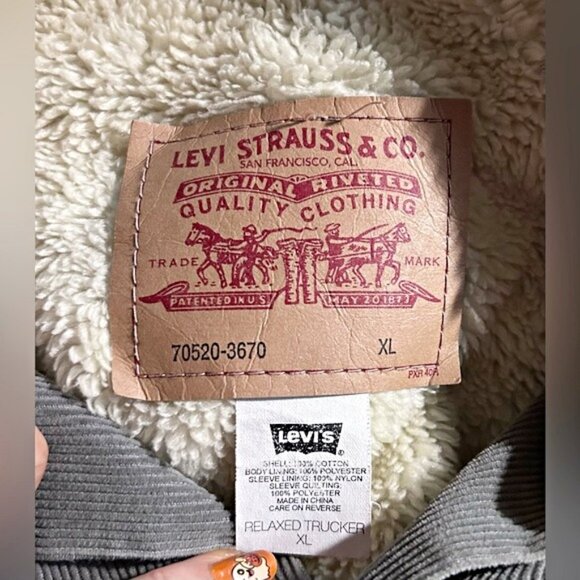 LEVI STRAUSS & CO.
SAN FRANCISCO, CAL.
ORIGINAL RIVETED
QUALITY CLOTHING
TRADE MARK
PATENTED IN U.S. MAY 20 1873
70520-3670 XL
PXR 40A
LEVI'S
®
SHELL: 100% COTTON
BODY LINING: 100% POLYESTER
SLEEVE LINING: 100% NYLON
SLEEVE QUILTING:
100% POLYESTER
MADE IN CHINA
CARE ON REVERSE
RELAXED TRUCKER
XL